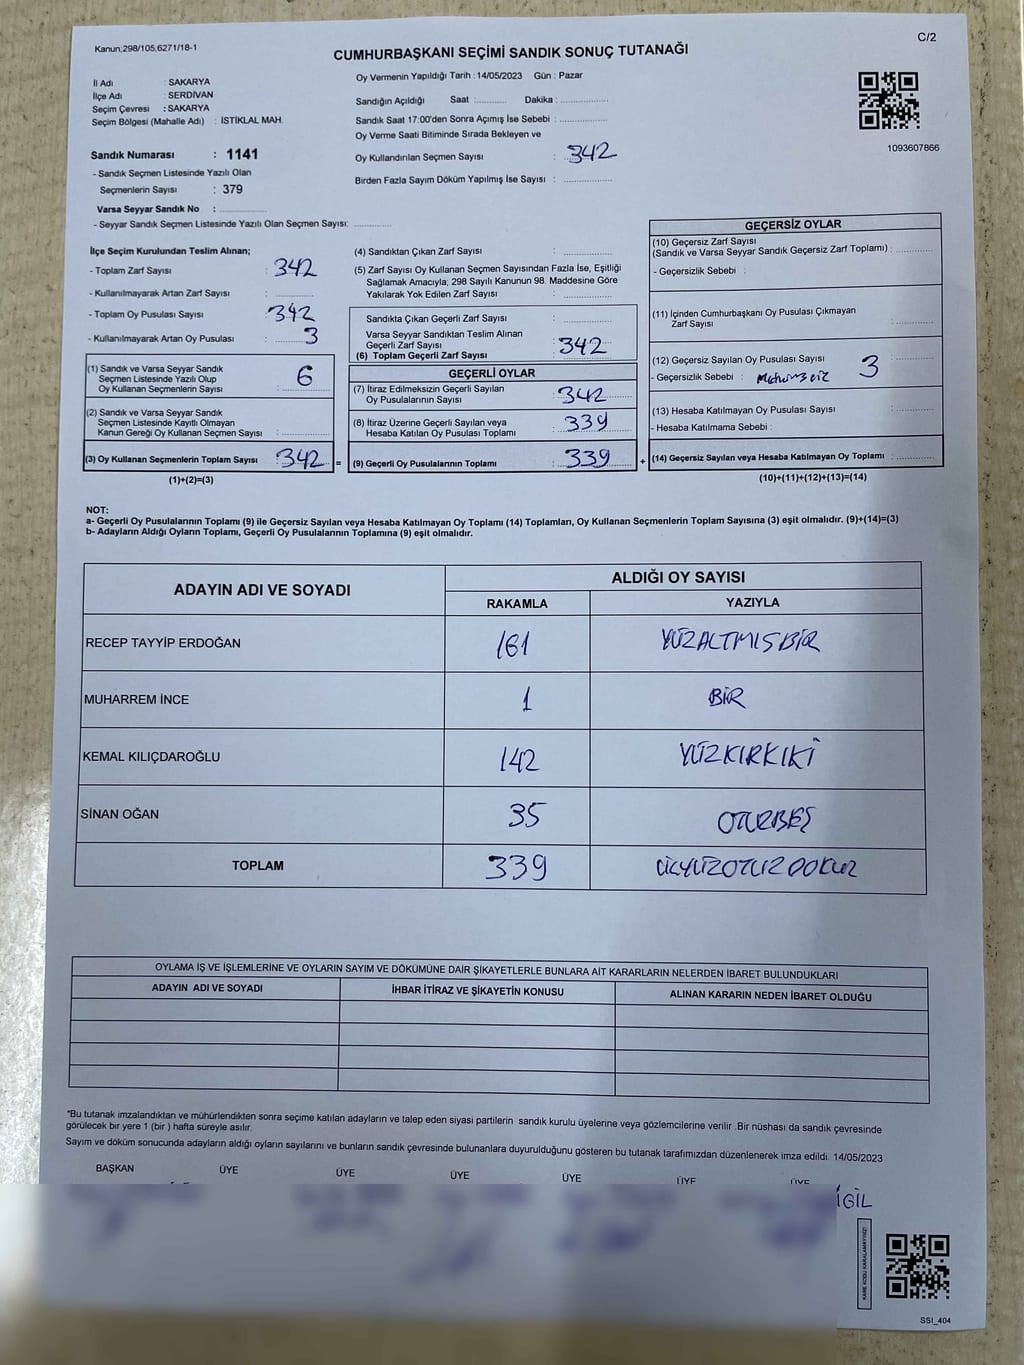 Kanun;298/105,6271/18-1
C/2
CUMHURBAŞKANI SEÇİMİ SANDIK SONUÇ TUTANAĞI
İl Adı : SAKARYA
İlçe Adı : SERDİVAN
Seçim Çevresi : SAKARYA
Seçim Bölgesi (Mahalle Adı) : İSTİKLAL MAH.
Sandık Numarası : 1141
- Sandık Seçmen Listesinde Yazılı Olan
Seçmenlerin Sayısı : 379
Varsa Seyyar Sandık No : ............
- Seyyar Sandık Seçmen Listesinde Yazılı Olan Seçmen Sayısı: ............
Oy Vermenin Yapıldığı Tarih : 14/05/2023 Gün : Pazar
Sandığın Açıldığı Saat :.......... Dakika : ............
Sandık Saat 17:00'den Sonra Açımış İse Sebebi : ............
Oy Verme Saati Bitiminde Sırada Bekleyen ve
Oy Kullandırılan Seçmen Sayısı : 342
Birden Fazla Sayım Döküm Yapılmış İse Sayısı : ............
1093607866
İlçe Seçim Kurulundan Teslim Alınan;
- Toplam Zarf Sayısı : 342
- Kullanılmayarak Artan Zarf Sayısı : ............
- Toplam Oy Pusulası Sayısı : 342
- Kullanılmayarak Artan Oy Pusulası : 3
(1) Sandık ve Varsa Seyyar Sandık
Seçmen Listesinde Yazılı Olup
Oy Kullanan Seçmenlerin Sayısı : 6
(2) Sandık ve Varsa Seyyar Sandık
Seçmen Listesinde Kayıtlı Olmayan
Kanun Gereği Oy Kullanan Seçmen Sayısı : ............
(3) Oy Kullanan Seçmenlerin Toplam Sayısı : 342 =
(1)+(2)=(3)
(4) Sandıktan Çıkan Zarf Sayısı : ............
(5) Zarf Sayısı Oy Kullanan Seçmen Sayısından Fazla İse, Eşitliği
Sağlamak Amacıyla; 298 Sayılı Kanunun 98. Maddesine Göre
Yakılarak Yok Edilen Zarf Sayısı : ............
Sandıkta Çıkan Geçerli Zarf Sayısı : ............
Varsa Seyyar Sandıktan Teslim Alınan
Geçerli Zarf Sayısı
(6) Toplam Geçerli Zarf Sayısı : 342
GEÇERLİ OYLAR
(7) İtiraz Edilmeksizin Geçerli Sayılan
Oy Pusulalarının Sayısı : 342
(8) İtiraz Üzerine Geçerli Sayılan veya
Hesaba Katılan Oy Pusulası Toplamı : 339
(9) Geçerli Oy Pusulalarının Toplamı : 339 +
GEÇERSİZ OYLAR
(10) Geçersiz Zarf Sayısı
(Sandık ve Varsa Seyyar Sandık Geçersiz Zarf Toplamı) : ............
- Geçersizlik Sebebi :
(11) İçinden Cumhurbaşkanı Oy Pusulası Çıkmayan
Zarf Sayısı : ............
(12) Geçersiz Sayılan Oy Pusulası Sayısı : 3
- Geçersizlik Sebebi :
(13) Hesaba Katılmayan Oy Pusulası Sayısı : ............
- Hesaba Katılmama Sebebi :
(14) Geçersiz Sayılan veya Hesaba Katılmayan Oy Toplamı : ............
(10)+(11)+(12)+(13)=(14)
NOT:
a- Geçerli Oy Pusulalarının Toplamı (9) ile Geçersiz Sayılan veya Hesaba Katılmayan Oy Toplamı (14) Toplamları, Oy Kullanan Seçmenlerin Toplam Sayısına (3) eşit olmalıdır. (9)+(14)=(3)
b- Adayların Aldığı Oyların Toplamı, Geçerli Oy Pusulalarının Toplamına (9) eşit olmalıdır.
ADAYIN ADI VE SOYADI ALDIĞI OY SAYISI
RAKAMLA YAZIYLA
RECEP TAYYİP ERDOĞAN 161 YÜZALTMIŞBİR
MUHARREM İNCE 1 BİR
KEMAL KILIÇDAROĞLU 142 YÜZKIRKİKİ
SİNAN OĞAN 35 OTUZBEŞ
TOPLAM 339 ÜÇYÜZOTUZDOKUZ
OYLAMA İŞ VE İŞLEMLERİNE VE OYLARIN SAYIM VE DÖKÜMÜNE DAİR ŞİKAYETLERLE BUNLARA AİT KARARLARIN NELERDEN İBARET BULUNDUKLARI
ADAYIN ADI VE SOYADI İHBAR İTİRAZ VE ŞİKAYETİN KONUSU ALINAN KARARIN NEDEN İBARET OLDUĞU
*Bu tutanak imzalandıktan ve mühürlendikten sonra seçime katılan adayların ve talep eden siyasi partilerin sandık kurulu üyelerine veya gözlemcilerine verilir .Bir nüshası da sandık çevresinde
görülecek bir yere 1 (bir ) hafta süreyle asılır.
Sayım ve döküm sonucunda adayların aldığı oyların sayılarını ve bunların sandık çevresinde bulunanlara duyurulduğunu gösteren bu tutanak tarafımızdan düzenlenerek imza edildi. 14/05/2023
BAŞKAN ÜYE ÜYE ÜYE ÜYE ÜYE ÜYE
İGİL
KARE KODU KARALAMAYINIZ!
SSI_404